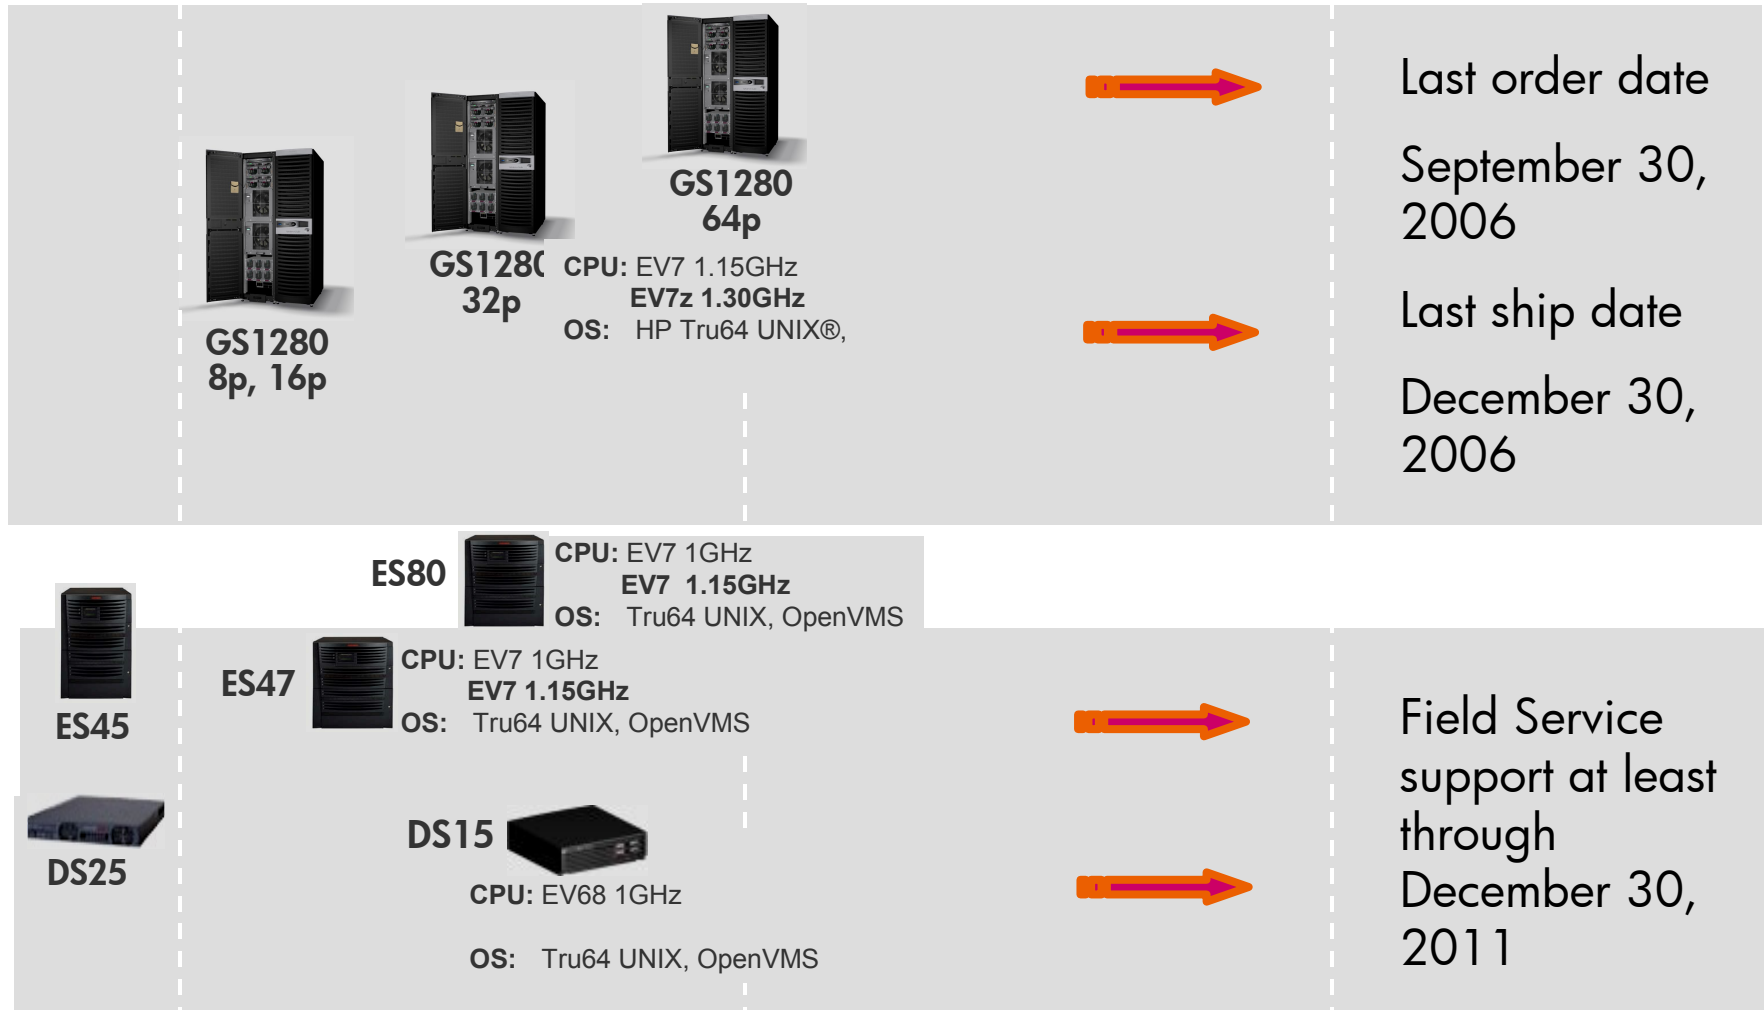 GS1280
64p
GS1280
32p
GS1280
8p, 16p
CPU: EV7 1.15GHz
EV7z 1.30GHz
OS: HP Tru64 UNIX®,
Last order date
September 30,
2006
Last ship date
December 30,
2006
ES80
CPU: EV7 1GHz
EV7 1.15GHz
OS: Tru64 UNIX, OpenVMS
ES45
ES47
CPU: EV7 1GHz
EV7 1.15GHz
OS: Tru64 UNIX, OpenVMS
DS25
DS15
CPU: EV68 1GHz
OS: Tru64 UNIX, OpenVMS
Field Service
support at least
through
December 30,
2011